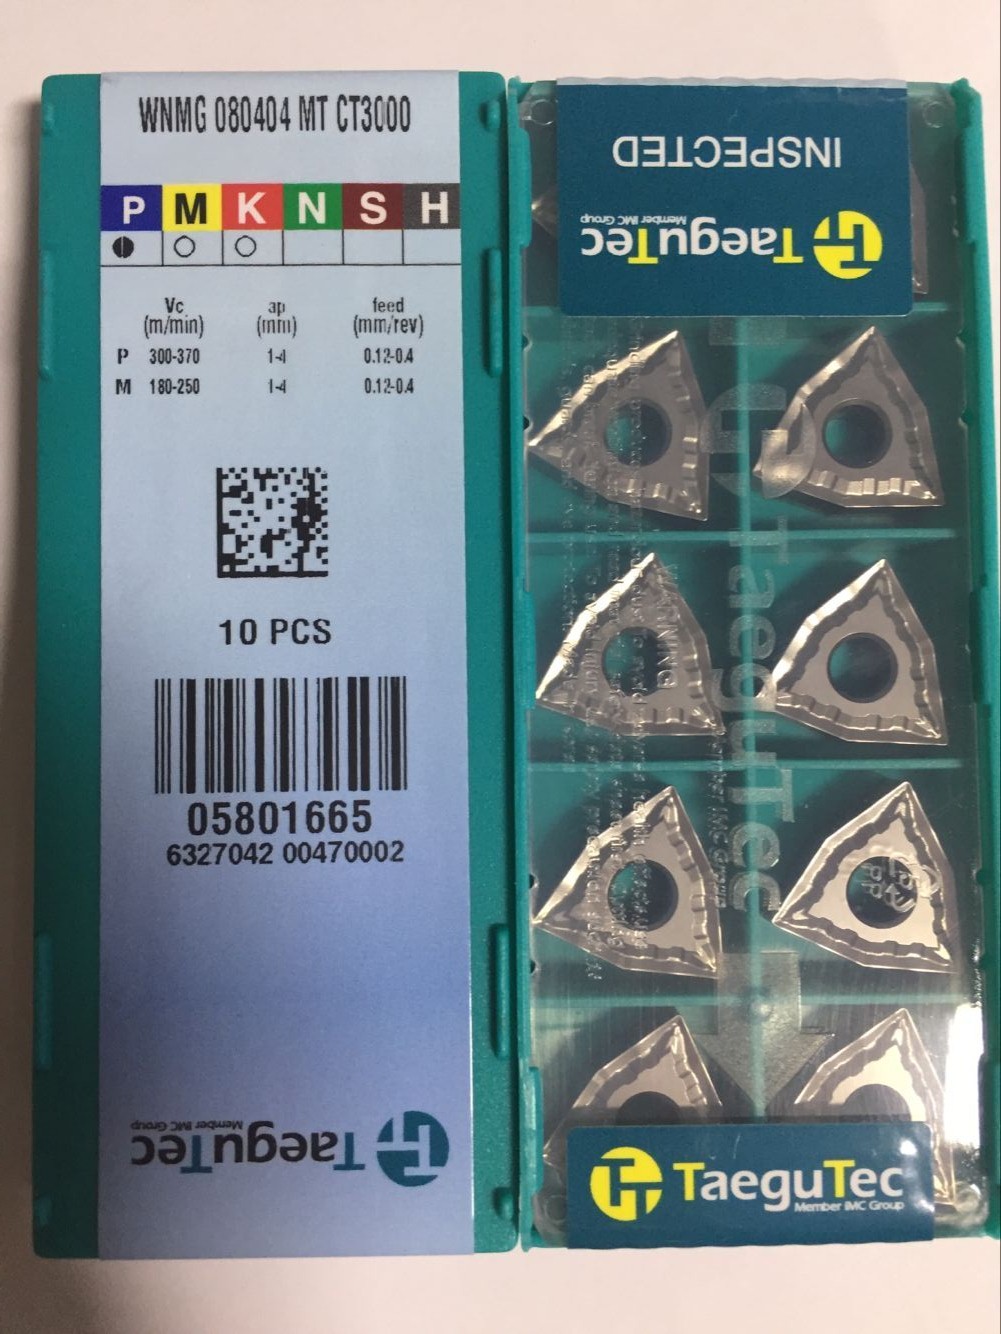 WNMG 080404 MT CT3000
P M K N S H
Vc ap feed
(m/min) (mm) (mm/rev)
P 300-370 1-4 0.12-0.4
M 180-250 1-4 0.12-0.4
10 PCS
05801665
6327042 00470002
TaeguTec
Member IMC Group
INSPECTED
TaeguTec
Member IMC Group
TaeguTec
TaeguTec
Member IMC Group